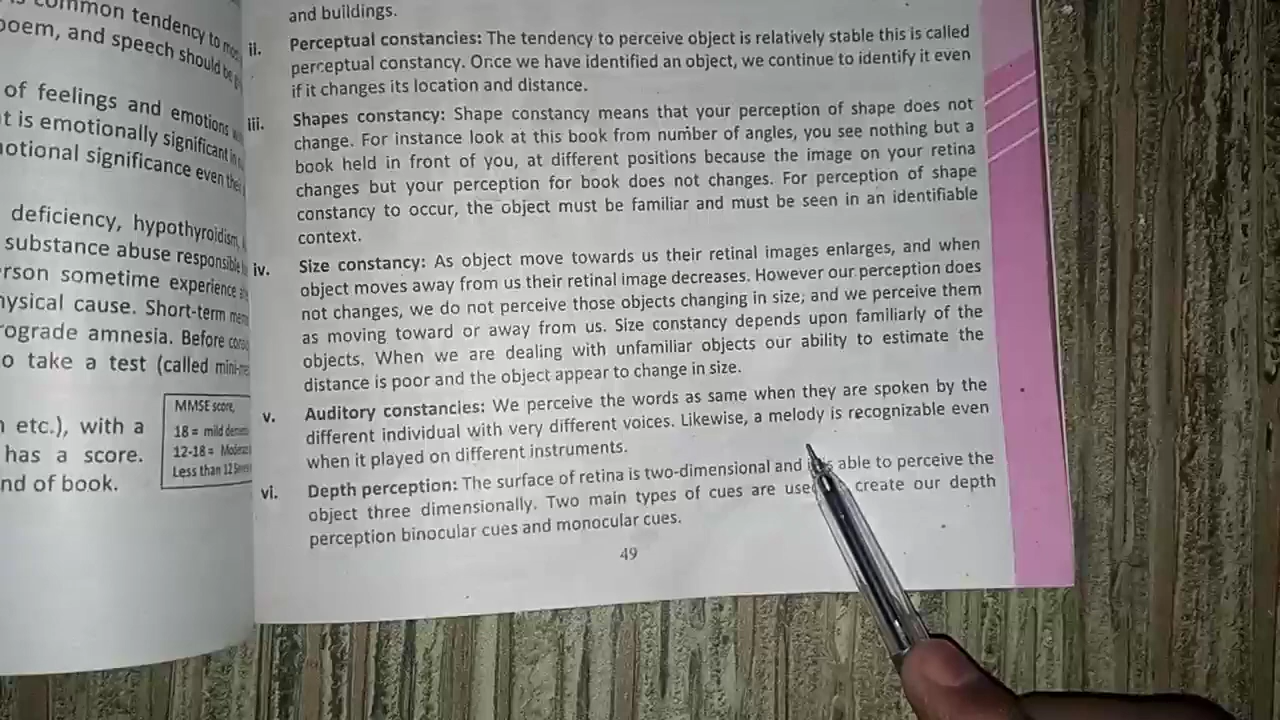 common tendency to
poem, and speech should be
of feelings and emotions
t is emotionally significant in
otional significance even
deficiency, hypothyroidism,
substance abuse responsible
erson sometime experience
hysical cause. Short-term
rograde amnesia. Before
o take a test (called mini-
etc.), with a
has a score.
nd of book.
MMSE score,
18 = mild
12-18 =
Less than 12
and buildings.
ii. Perceptual constancies: The tendency to perceive object is relatively stable this is called
perceptual constancy. Once we have identified an object, we continue to identify it even
if it changes its location and distance.
iii. Shapes constancy: Shape constancy means that your perception of shape does not
change. For instance look at this book from number of angles, you see nothing but a
book held in front of you, at different positions because the image on your retina
changes but your perception for book does not changes. For perception of shape
constancy to occur, the object must be familiar and must be seen in an identifiable
context.
iv. Size constancy: As object move towards us their retinal images enlarges, and when
object moves away from us their retinal image decreases. However our perception does
not changes, we do not perceive those objects changing in size; and we perceive them
as moving toward or away from us. Size constancy depends upon familiarly of the
objects. When we are dealing with unfamiliar objects our ability to estimate the
distance is poor and the object appear to change in size.
v. Auditory constancies: We perceive the words as same when they are spoken by the
different individual with very different voices. Likewise, a melody is recognizable even
when it played on different instruments.
vi. Depth perception: The surface of retina is two-dimensional and able to perceive the
object three dimensionally. Two main types of cues are create our depth
perception binocular cues and monocular cues.
49